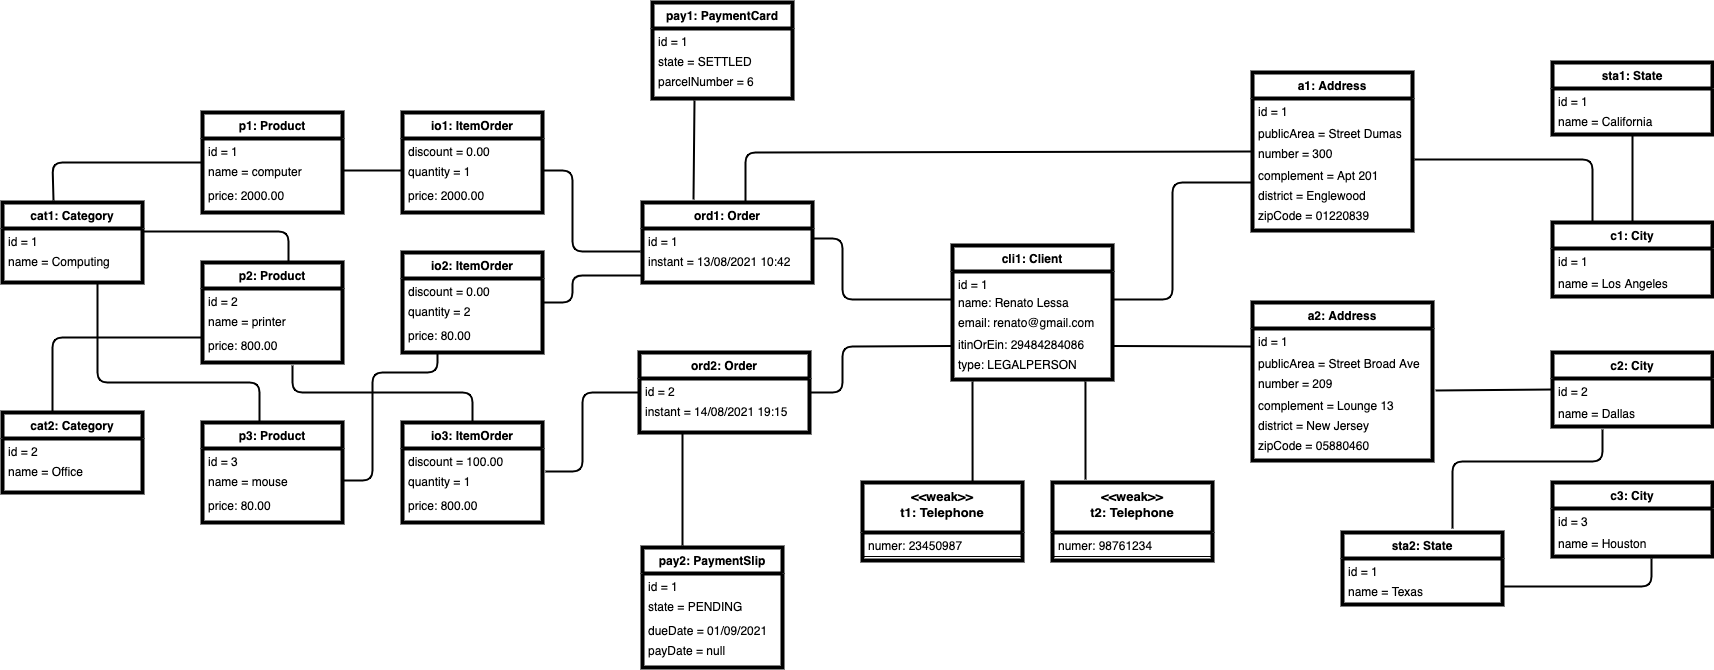 pay1: PaymentCard
id = 1
state = SETTLED
parcelNumber = 6
p1: Product
id = 1
name = computer
price: 2000.00
io1: ItemOrder
discount = 0.00
quantity = 1
price: 2000.00
a1: Address
id = 1
publicArea = Street Dumas
number = 300
complement = Apt 201
district = Englewood
zipCode = 01220839
sta1: State
id = 1
name = California
cat1: Category
id = 1
name = Computing
p2: Product
id = 2
name = printer
price: 800.00
io2: ItemOrder
discount = 0.00
quantity = 2
price: 80.00
ord1: Order
id = 1
instant = 13/08/2021 10:42
cli1: Client
id = 1
name: Renato Lessa
email: renato@gmail.com
itinOrEin: 29484284086
type: LEGALPERSON
c1: City
id = 1
name = Los Angeles
a2: Address
id = 1
publicArea = Street Broad Ave
number = 209
complement = Lounge 13
district = New Jersey
zipCode = 05880460
c2: City
id = 2
name = Dallas
ord2: Order
id = 2
instant = 14/08/2021 19:15
cat2: Category
id = 2
name = Office
p3: Product
id = 3
name = mouse
price: 80.00
io3: ItemOrder
discount = 100.00
quantity = 1
price: 800.00
<<weak>>
t1: Telephone
numer: 23450987
<<weak>>
t2: Telephone
numer: 98761234
c3: City
id = 3
name = Houston
sta2: State
id = 1
name = Texas
pay2: PaymentSlip
id = 1
state = PENDING
dueDate = 01/09/2021
payDate = null